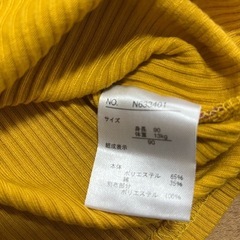 NO. N633401
サイズ
身長 90
体重 13kg
90
組成表示
本体
ポリエステル 65%
綿 35%
ポリエステル 100%